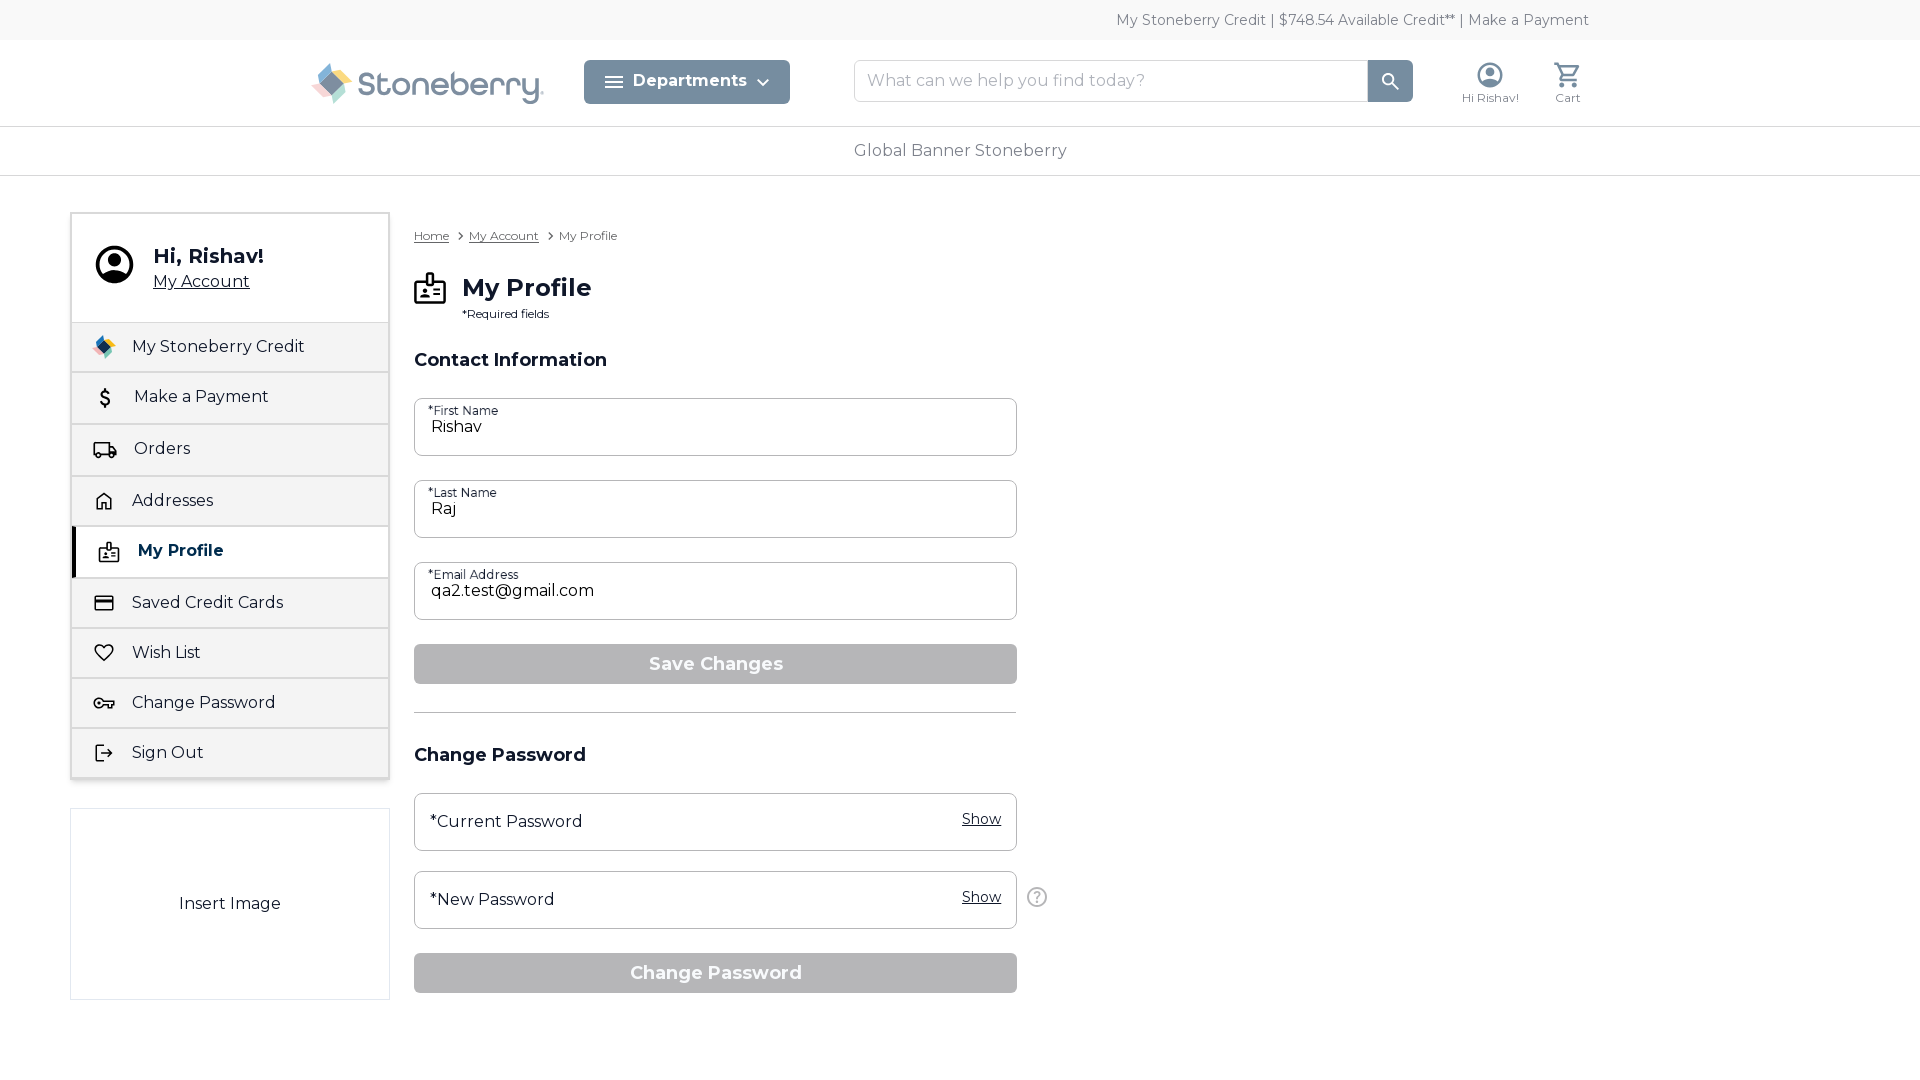 My Stoneberry Credit | $748.54 Available Credit** | Make a Payment
Stoneberry
Departments
What can we help you find today?
Hi Rishav!
Cart
Global Banner Stoneberry
Hi, Rishav!
My Account
My Stoneberry Credit
Make a Payment
Orders
Addresses
My Profile
Saved Credit Cards
Wish List
Change Password
Sign Out
Insert Image
Home > My Account > My Profile
My Profile
*Required fields
Contact Information
*First Name
Rishav
*Last Name
Raj
*Email Address
qa2.test@gmail.com
Save Changes
Change Password
*Current Password Show
*New Password Show
Change Password